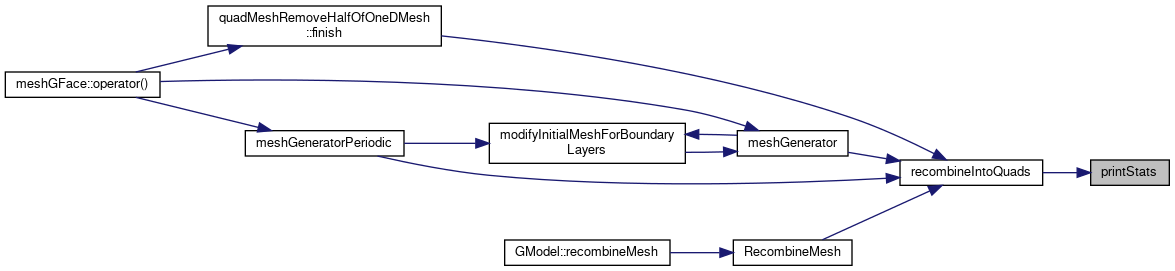 quadMeshRemoveHalfOfOneDMesh
::finish
meshGFace::operator()
meshGeneratorPeriodic
modifyInitialMeshForBoundary
Layers
meshGenerator
recombineIntoQuads
printStats
GModel::recombineMesh
RecombineMesh